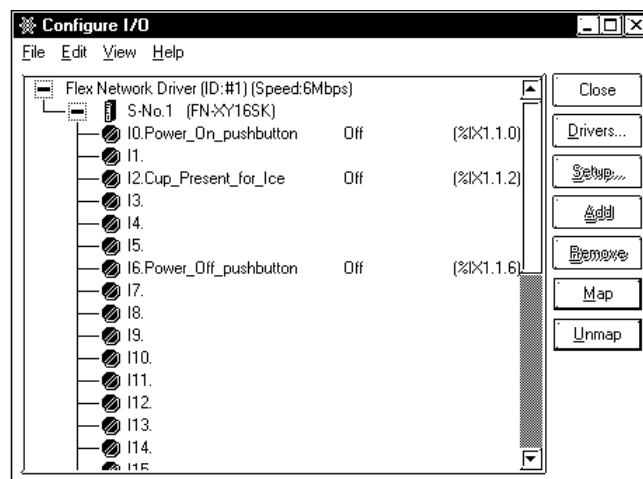 Configure I/O
File Edit View Help
Flex Network Driver (ID:#1) (Speed:6Mbps)
S-No.1 (FN-XY16SK)
I0.Power_On_pushbutton Off (%IX1.1.0)
I1.
I2.Cup_Present_for_Ice Off (%IX1.1.2)
I3.
I4.
I5.
I6.Power_Off_pushbutton Off (%IX1.1.6)
I7.
I8.
I9.
I10.
I11.
I12.
I13.
I14.
I15.
Close
Drivers...
Setup...
Add
Remove
Map
Unmap